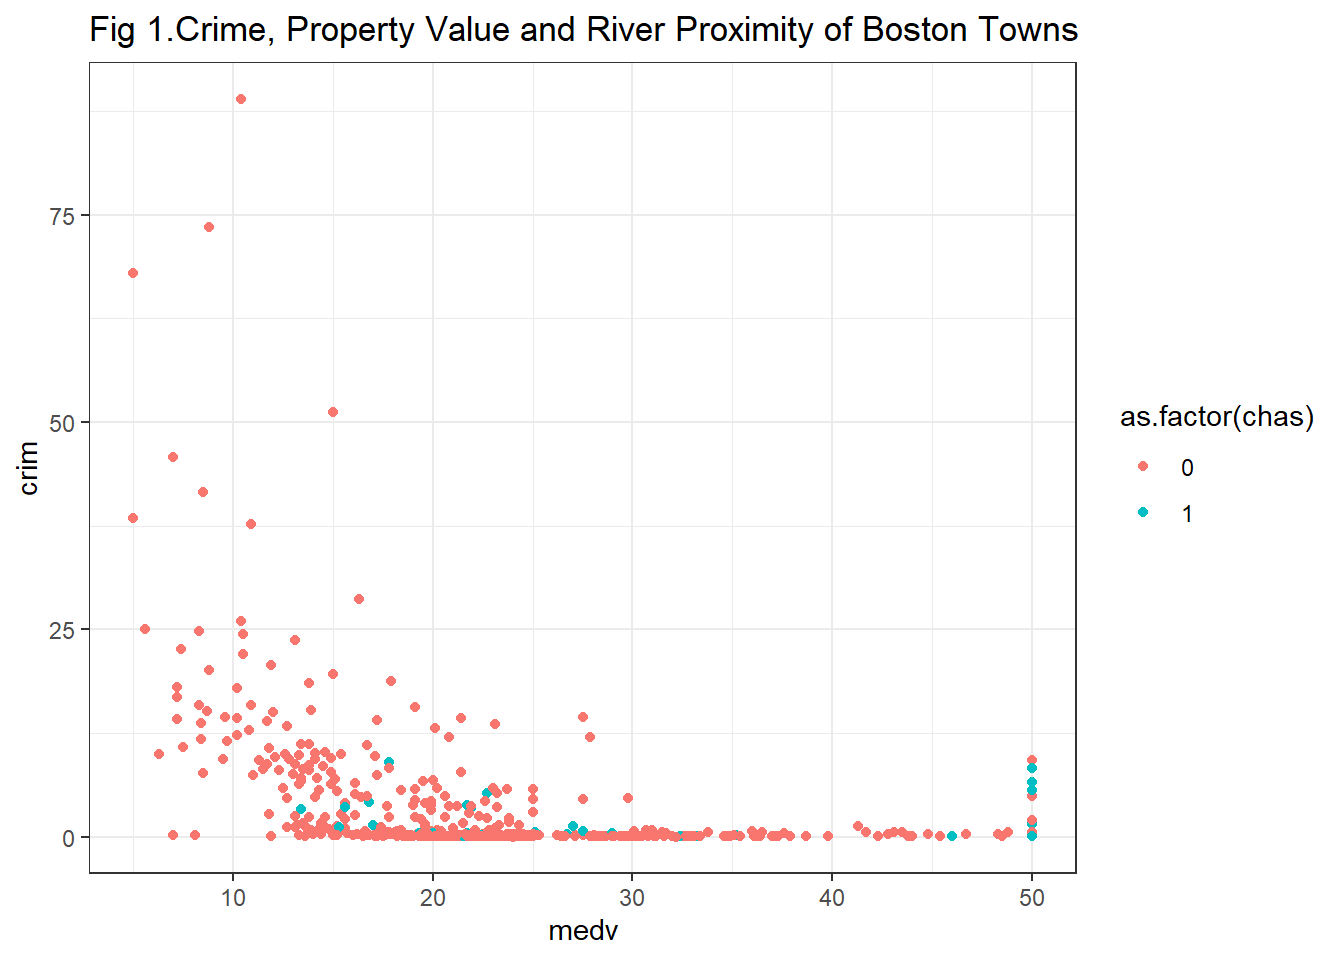 Fig 1.Crime, Property Value and River Proximity of Boston Towns
75
50
25
0
crim
10 20 30 40 50
medv
as.factor(chas)
0
1